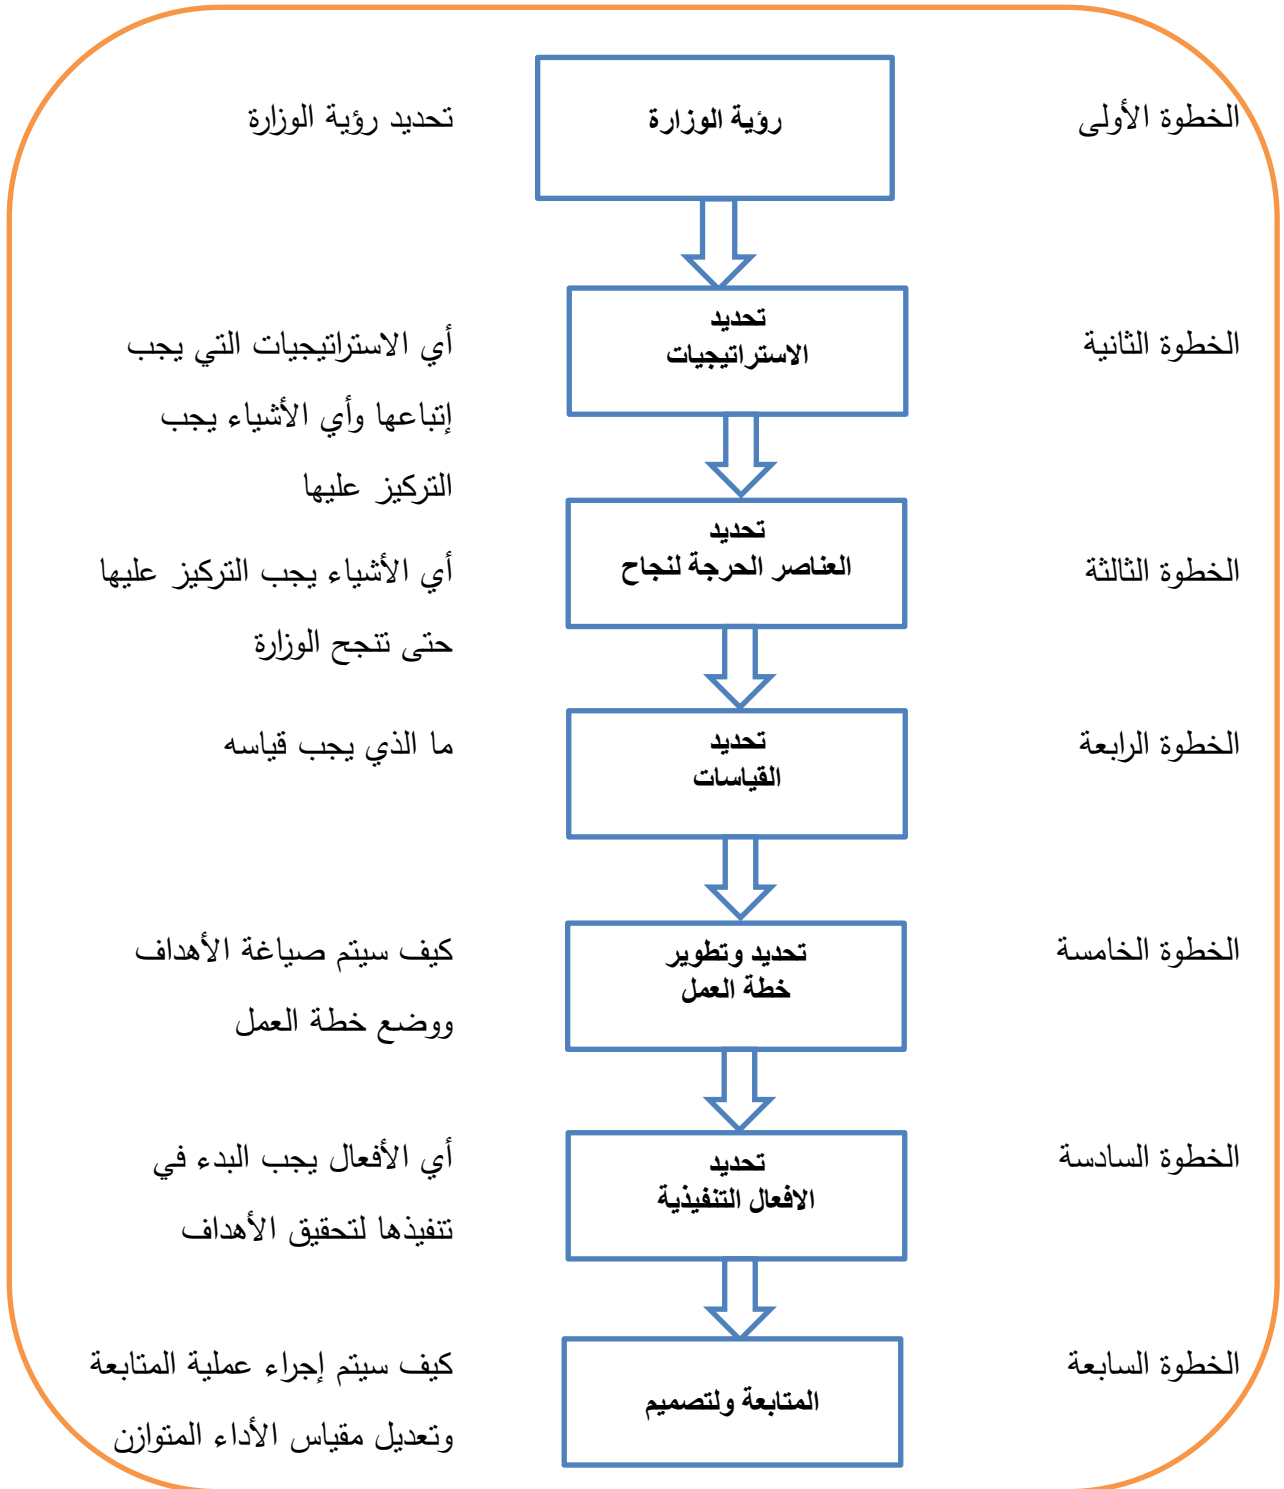 الخطوة الأولى
رؤية الوزارة
تحديد رؤية الوزارة
الخطوة الثانية
تحديد
الاستراتيجيات
أي الاستراتيجيات التي يجب
إتباعها وأي الأشياء يجب
التركيز عليها
الخطوة الثالثة
تحديد
العناصر الحرجة لنجاح
أي الأشياء يجب التركيز عليها
حتى تنجح الوزارة
الخطوة الرابعة
تحديد
القياسات
ما الذي يجب قياسه
الخطوة الخامسة
تحديد وتطوير
خطة العمل
كيف سيتم صياغة الأهداف
ووضع خطة العمل
الخطوة السادسة
تحديد
الافعال التنفيذية
أي الأفعال يجب البدء في
تنفيذها لتحقيق الأهداف
الخطوة السابعة
المتابعة ولتصميم
كيف سيتم إجراء عملية المتابعة
وتعديل مقياس الأداء المتوازن